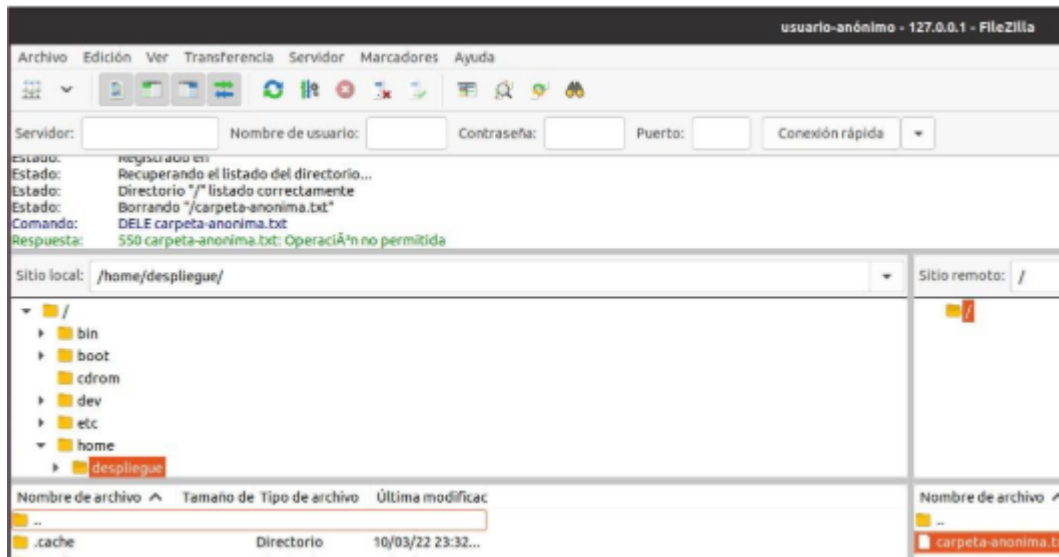 usuario-anónimo - 127.0.0.1 - FileZilla
Archivo Edición Ver Transferencia Servidor Marcadores Ayuda
Servidor: Nombre de usuario: Contraseña: Puerto: Conexión rápida
Estado: Registrado en
Estado: Recuperando el listado del directorio...
Estado: Directorio "/" listado correctamente
Estado: Borrando "/carpeta-anonima.txt"
Comando: DELE carpeta-anonima.txt
Respuesta: 550 carpeta-anonima.txt: OperaciÃ³n no permitida
Sitio local: /home/despliegue/ Sitio remoto: /
/ /
bin
boot
cdrom
dev
etc
home
despliegue
Nombre de archivo Tamaño de Tipo de archivo Última modificac Nombre de archivo
.. ..
.cache Directorio 10/03/22 23:32... carpeta-anonima.t